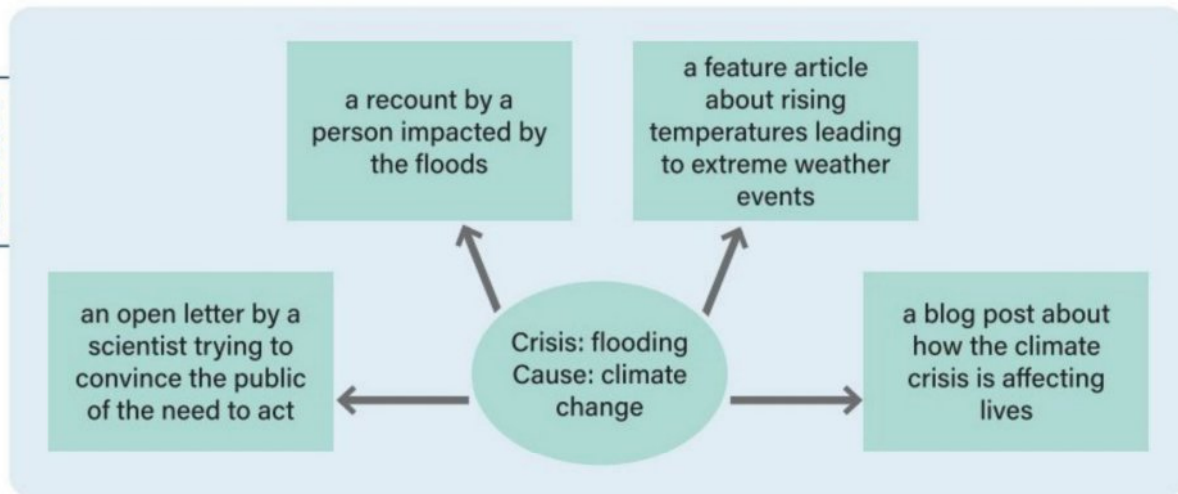 a recount by a
person impacted by
the floods
a feature article
about rising
temperatures leading
to extreme weather
events
an open letter by a
scientist trying to
convince the public
of the need to act
Crisis: flooding
Cause: climate
change
a blog post about
how the climate
crisis is affecting
lives